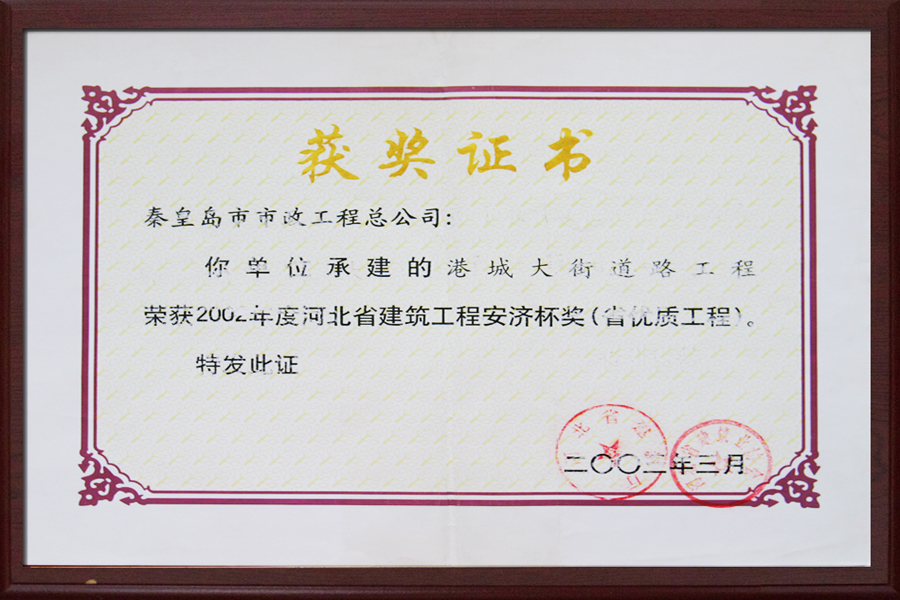 获奖证书
秦皇岛市市政工程总公司：
你单位承建的港城大街道路工程
荣获2002年度河北省建筑工程安济杯奖（省优质工程）。
特发此证
二〇〇三年三月